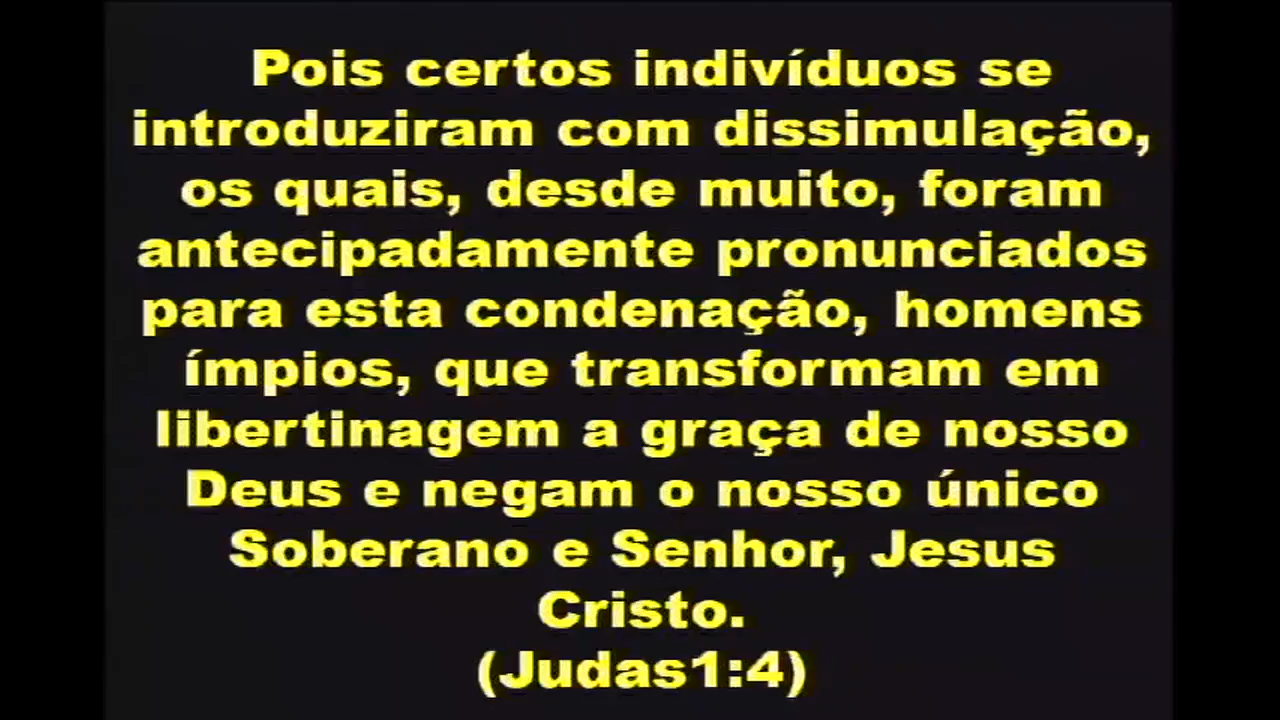 Pois certos indivíduos se
introduziram com dissimulação,
os quais, desde muito, foram
antecipadamente pronunciados
para esta condenação, homens
ímpios, que transformam em
libertinagem a graça de nosso
Deus e negam o nosso único
Soberano e Senhor, Jesus
Cristo.
(Judas1:4)